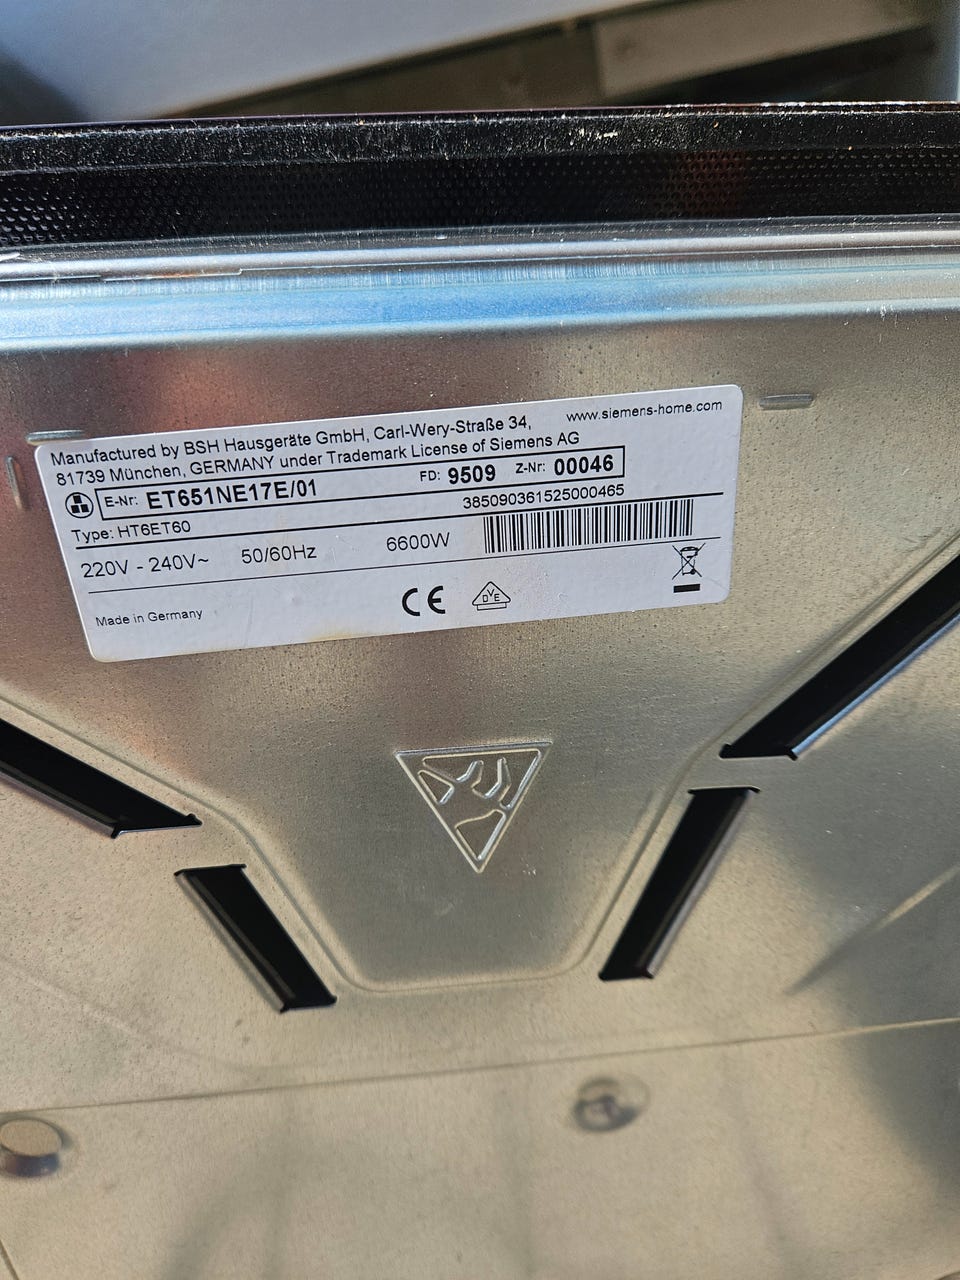 www.siemens-home.com
Manufactured by BSH Hausgeräte GmbH, Carl-Wery-Straße 34,
81739 München, GERMANY under Trademark License of Siemens AG
E-Nr: ET651NE17E/01 FD: 9509 Z-Nr: 00046
Type: HT6ET60 385090361525000465
220V - 240V~ 50/60Hz 6600W
Made in Germany CE DVE